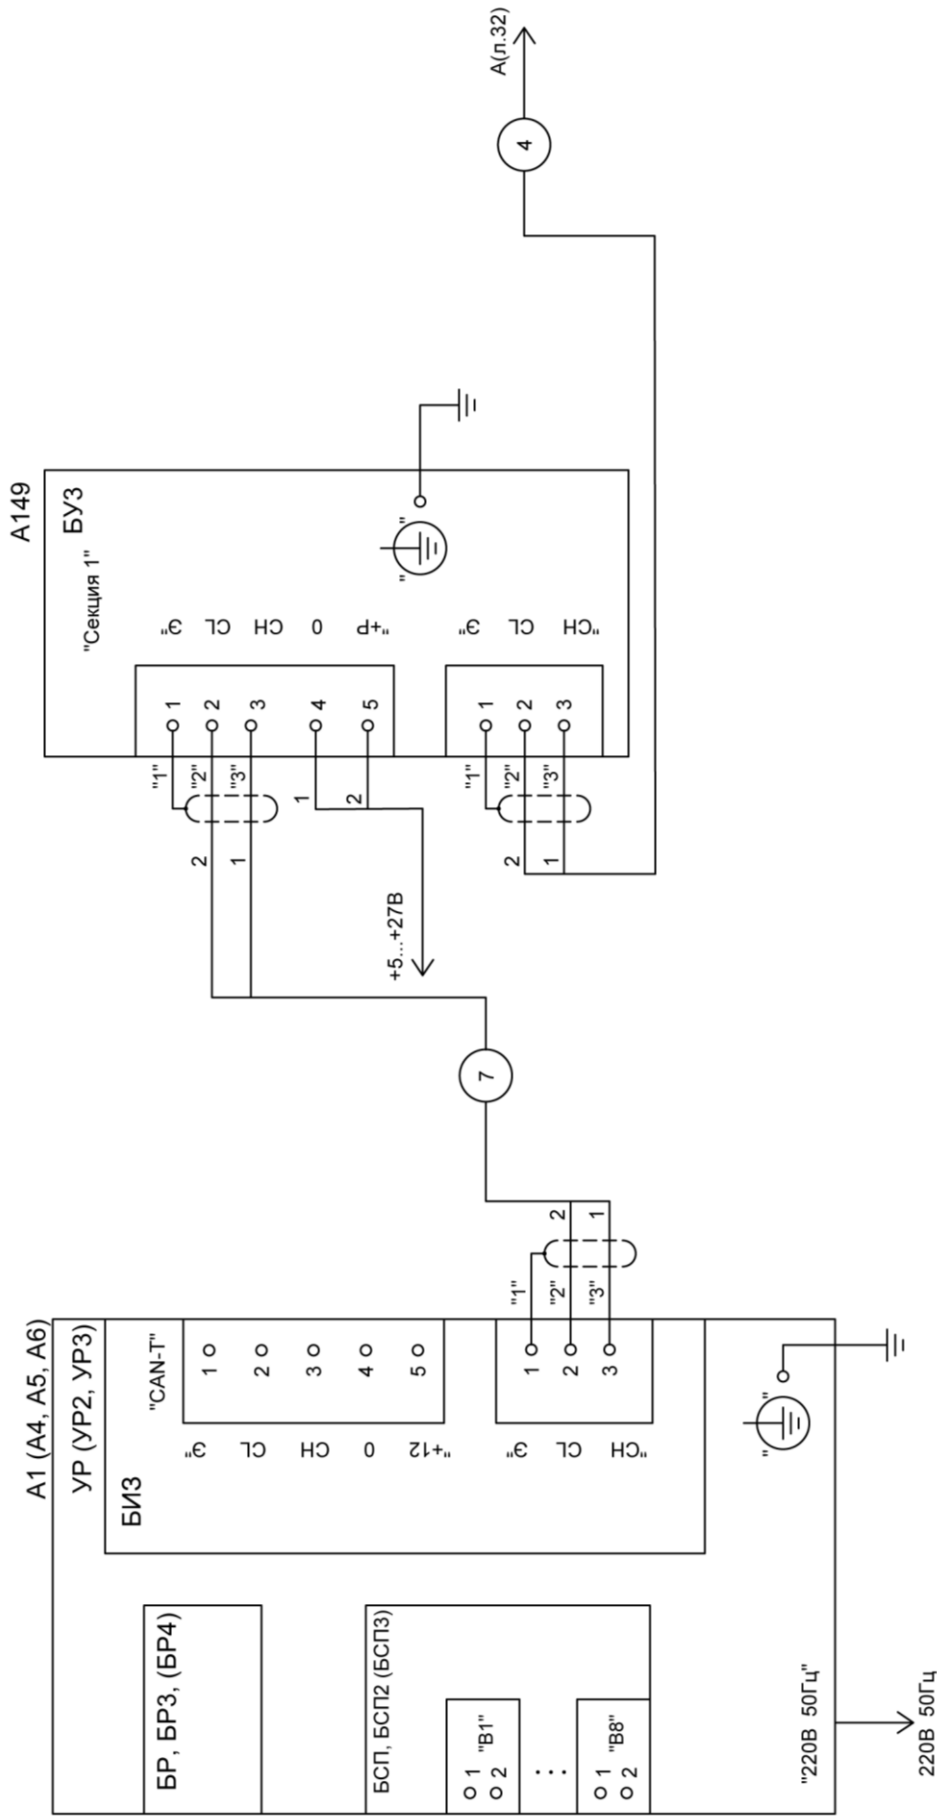 А1 (А4, А5, А6)
УР (УР2, УР3)
БР, БР3, (БР4)
БСП, БСП2 (БСП3)
1
2
"В1"
1
2
"В8"
"220В 50Гц"
220В 50Гц
БИЗ
"CAN-T"
"Э"
1
CL
2
CH
3
0
4
"+12"
5
"Э"
1
"1"
CL
2
"2"
2
"CH"
3
"3"
1
"
"
7
А149
БУЗ
"Секция 1"
"1"
1
"Э"
2
"2"
2
CL
1
"3"
3
CH
1
4
0
2
5
"+Р"
+5...+27В
"1"
1
"Э"
2
"2"
2
CL
1
"3"
3
"CH"
"
"
4
А(л.32)